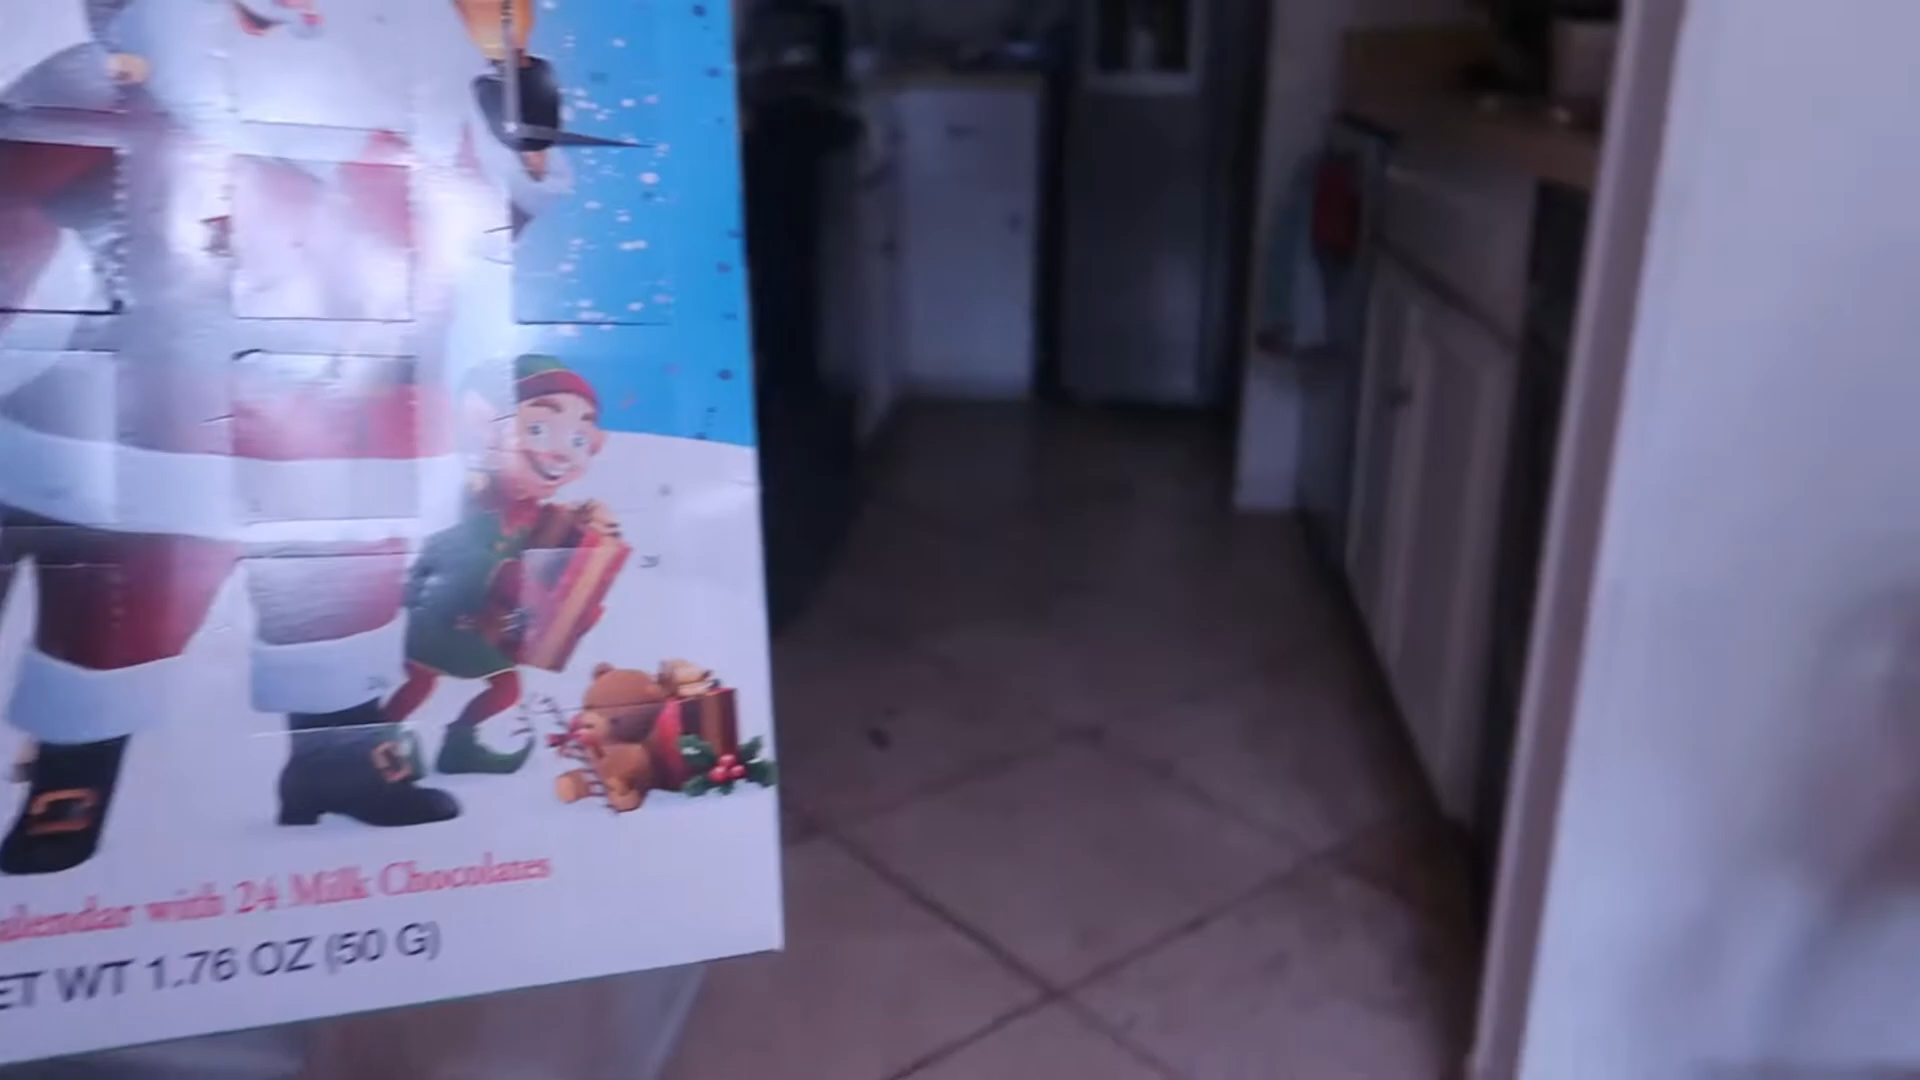 alendar with 24 Milk Chocolates
ET WT 1.76 OZ (50 G)